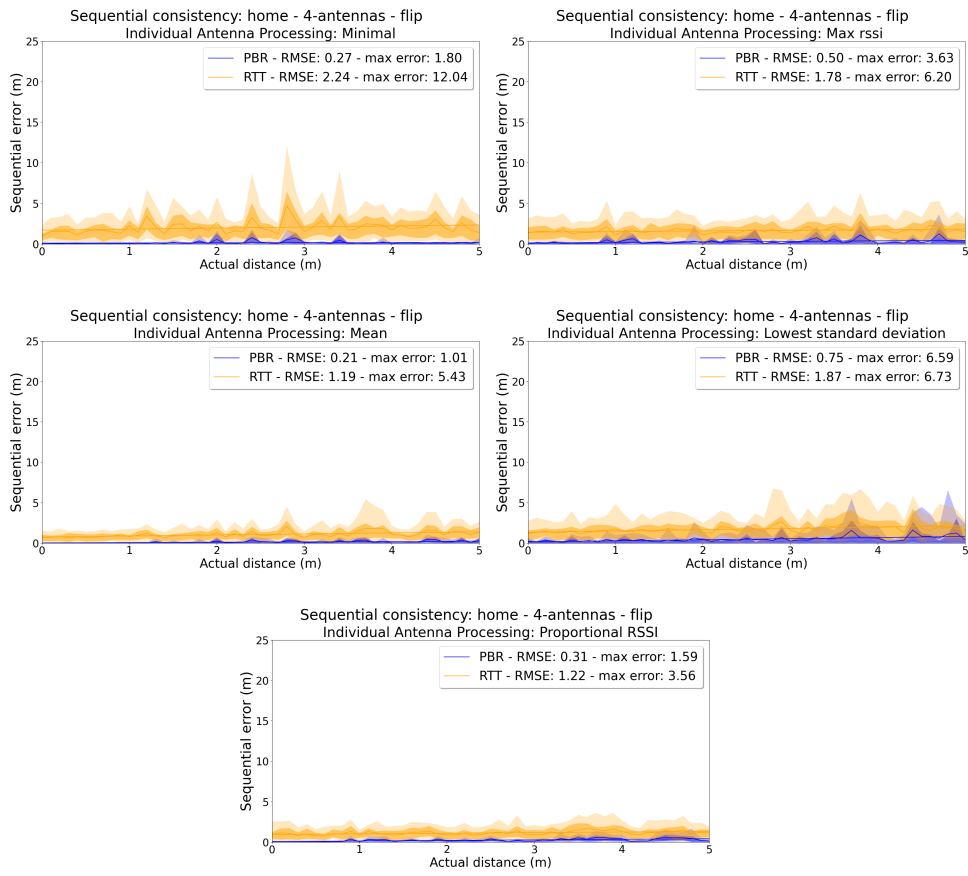 Sequential consistency: home - 4-antennas - flip
Individual Antenna Processing: Minimal
PBR - RMSE: 0.27 - max error: 1.80
RTT - RMSE: 2.24 - max error: 12.04
Sequential error (m)
25
20
15
10
5
0
0 1 2 3 4 5
Actual distance (m)
Sequential consistency: home - 4-antennas - flip
Individual Antenna Processing: Max rssi
PBR - RMSE: 0.50 - max error: 3.63
RTT - RMSE: 1.78 - max error: 6.20
Sequential error (m)
25
20
15
10
5
0
0 1 2 3 4 5
Actual distance (m)
Sequential consistency: home - 4-antennas - flip
Individual Antenna Processing: Mean
PBR - RMSE: 0.21 - max error: 1.01
RTT - RMSE: 1.19 - max error: 5.43
Sequential error (m)
25
20
15
10
5
0
0 1 2 3 4 5
Actual distance (m)
Sequential consistency: home - 4-antennas - flip
Individual Antenna Processing: Lowest standard deviation
PBR - RMSE: 0.75 - max error: 6.59
RTT - RMSE: 1.87 - max error: 6.73
Sequential error (m)
25
20
15
10
5
0
0 1 2 3 4 5
Actual distance (m)
Sequential consistency: home - 4-antennas - flip
Individual Antenna Processing: Proportional RSSI
PBR - RMSE: 0.31 - max error: 1.59
RTT - RMSE: 1.22 - max error: 3.56
Sequential error (m)
25
20
15
10
5
0
0 1 2 3 4 5
Actual distance (m)